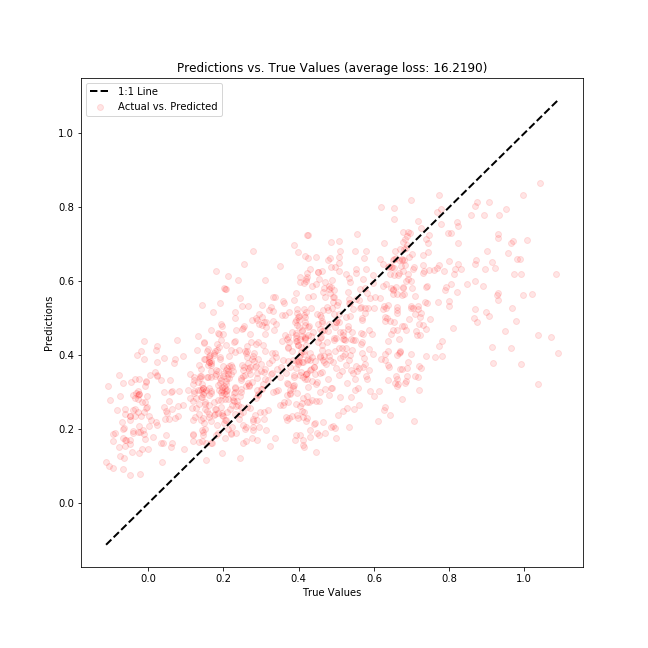 Predictions vs. True Values (average loss: 16.2190)
1:1 Line
Actual vs. Predicted
1.0
0.8
0.6
0.4
0.2
0.0
Predictions
0.0 0.2 0.4 0.6 0.8 1.0
True Values